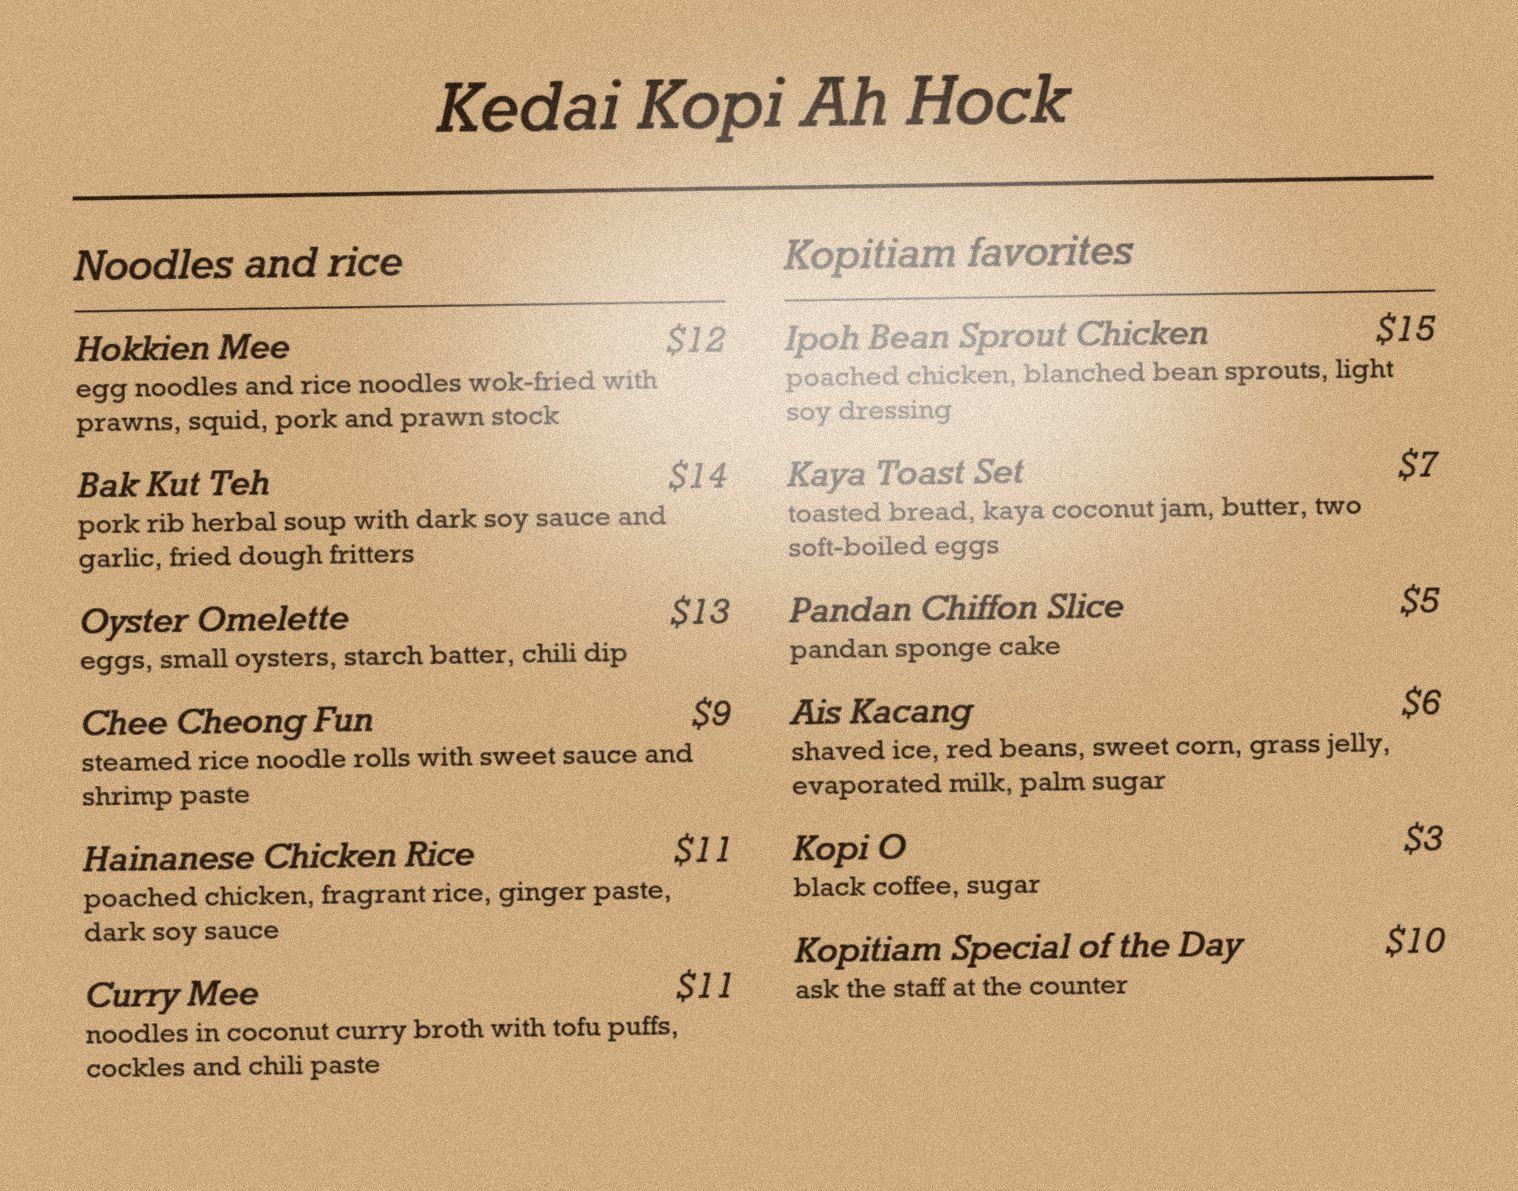 Kedai Kopi Ah Hock
Noodles and rice
Hokkien Mee $12
egg noodles and rice noodles wok-fried with
prawns, squid, pork and prawn stock
Bak Kut Teh $14
pork rib herbal soup with dark soy sauce and
garlic, fried dough fritters
Oyster Omelette $13
eggs, small oysters, starch batter, chili dip
Chee Cheong Fun $9
steamed rice noodle rolls with sweet sauce and
shrimp paste
Hainanese Chicken Rice $11
poached chicken, fragrant rice, ginger paste,
dark soy sauce
Curry Mee $11
noodles in coconut curry broth with tofu puffs,
cockles and chili paste
Kopitiam favorites
Ipoh Bean Sprout Chicken $15
poached chicken, blanched bean sprouts, light
soy dressing
Kaya Toast Set $7
toasted bread, kaya coconut jam, butter, two
soft-boiled eggs
Pandan Chiffon Slice $5
pandan sponge cake
Ais Kacang $6
shaved ice, red beans, sweet corn, grass jelly,
evaporated milk, palm sugar
Kopi O $3
black coffee, sugar
Kopitiam Special of the Day $10
ask the staff at the counter